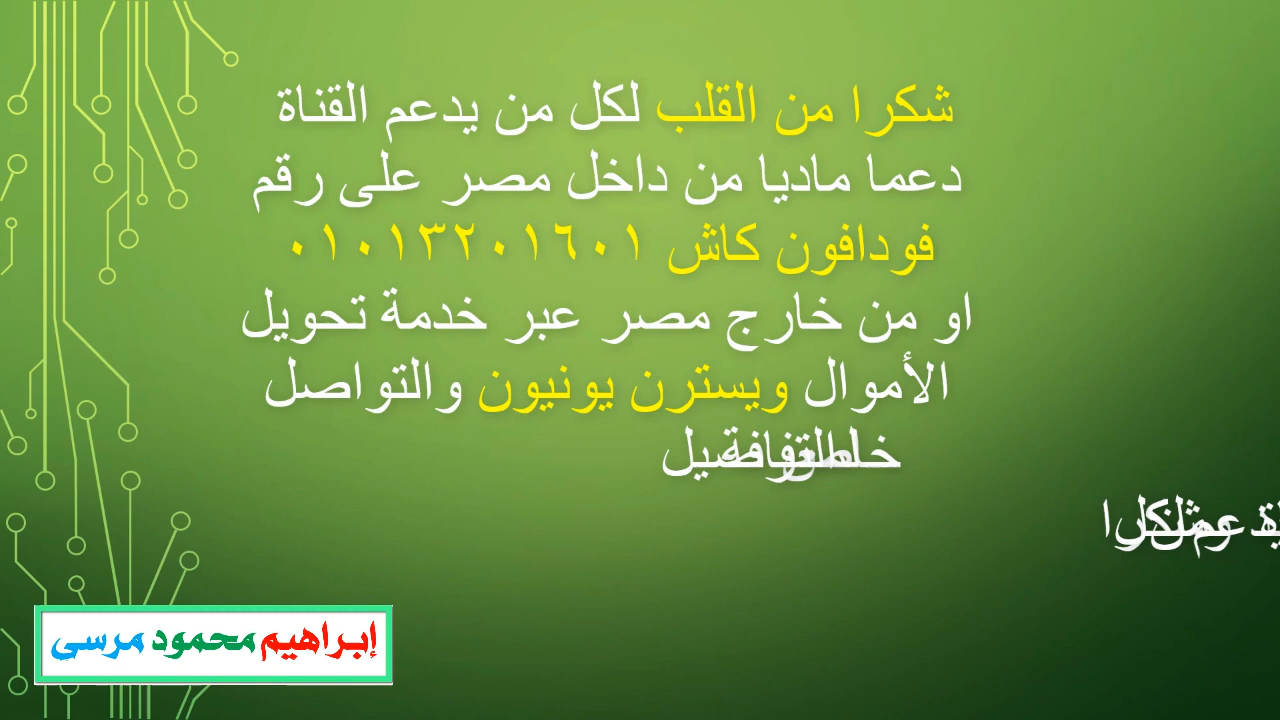 شكرا من القلب لكل من يدعم القناة
دعما ماديا من داخل مصر على رقم
فودافون كاش ٠١٠١٣٢٠١٦٠١
او من خارج مصر عبر خدمة تحويل
الأموال ويسترن يونيون والتواصل
إبراهيم محمود مرسى